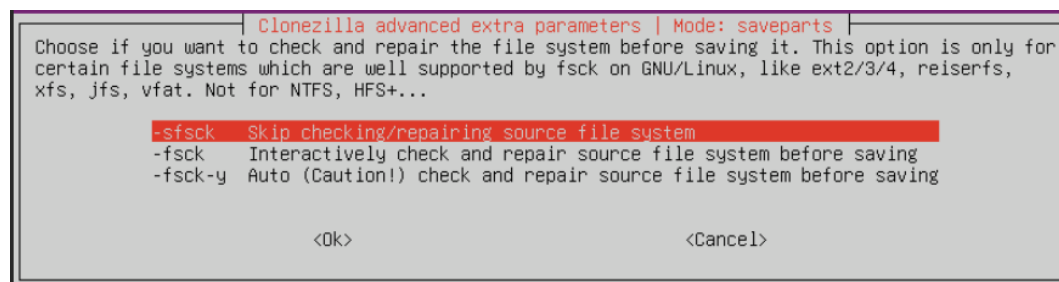 Clonezilla advanced extra parameters | Mode: saveparts
Choose if you want to check and repair the file system before saving it. This option is only for
certain file systems which are well supported by fsck on GNU/Linux, like ext2/3/4, reiserfs,
xfs, jfs, vfat. Not for NTFS, HFS+...
-sfsck Skip checking/repairing source file system
-fsck Interactively check and repair source file system before saving
-fsck-y Auto (Caution!) check and repair source file system before saving
<Ok> <Cancel>